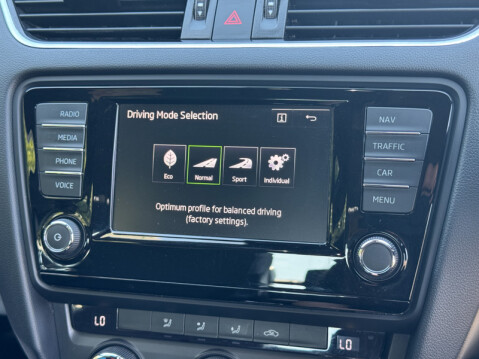 RADIO
MEDIA
PHONE
VOICE
Driving Mode Selection
Eco Normal Sport Individual
Optimum profile for balanced driving
(factory settings).
NAV
TRAFFIC
CAR
MENU
LO
LO